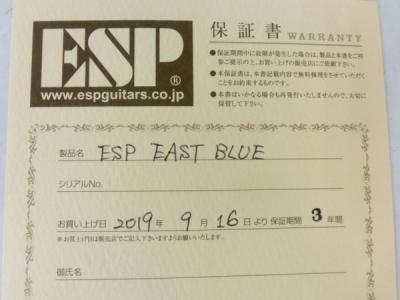 ESP®
www.espguitars.co.jp
保証書 WARRANTY
●保証期間中に故障が発生した場合は、製品と本書をご持参ご提示の上、お買い上げの販売店にご依頼下さい。
●本保証書は、本書記載内容で無料修理をさせていただくことをお約束するものです。
●本書はいかなる場合も再発行いたしませんので、大切に保管して下さい。
製品名 ESP EAST BLUE
シリアルNo.
お買い上げ日 2019年 9月 16日より 保証期間 3年間
※お買上げ日は販売店でご記入下さいますようお願いいたします。
御氏名